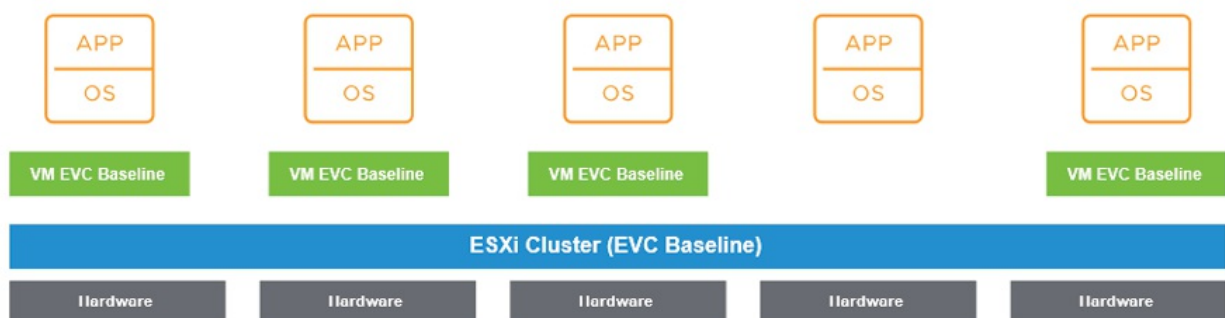 APP APP APP APP APP
OS OS OS OS OS
VM EVC Baseline VM EVC Baseline VM EVC Baseline VM EVC Baseline
ESXi Cluster (EVC Baseline)
Hardware Hardware Hardware Hardware Hardware